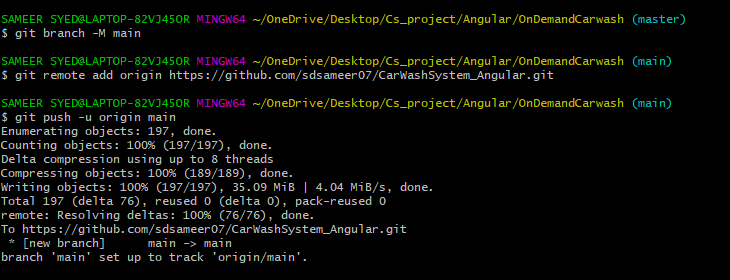 SAMEER SYED@LAPTOP-82VJ45OR MINGW64 ~/OneDrive/Desktop/Cs_project/Angular/OnDemandCarwash (master)
$ git branch -M main
SAMEER SYED@LAPTOP-82VJ45OR MINGW64 ~/OneDrive/Desktop/Cs_project/Angular/OnDemandCarwash (main)
$ git remote add origin https://github.com/sdsameer07/CarWashSystem_Angular.git
SAMEER SYED@LAPTOP-82VJ45OR MINGW64 ~/OneDrive/Desktop/Cs_project/Angular/OnDemandCarwash (main)
$ git push -u origin main
Enumerating objects: 197, done.
Counting objects: 100% (197/197), done.
Delta compression using up to 8 threads
Compressing objects: 100% (189/189), done.
Writing objects: 100% (197/197), 35.09 MiB | 4.04 MiB/s, done.
Total 197 (delta 76), reused 0 (delta 0), pack-reused 0
remote: Resolving deltas: 100% (76/76), done.
To https://github.com/sdsameer07/CarWashSystem_Angular.git
 * [new branch]      main -> main
branch 'main' set up to track 'origin/main'.